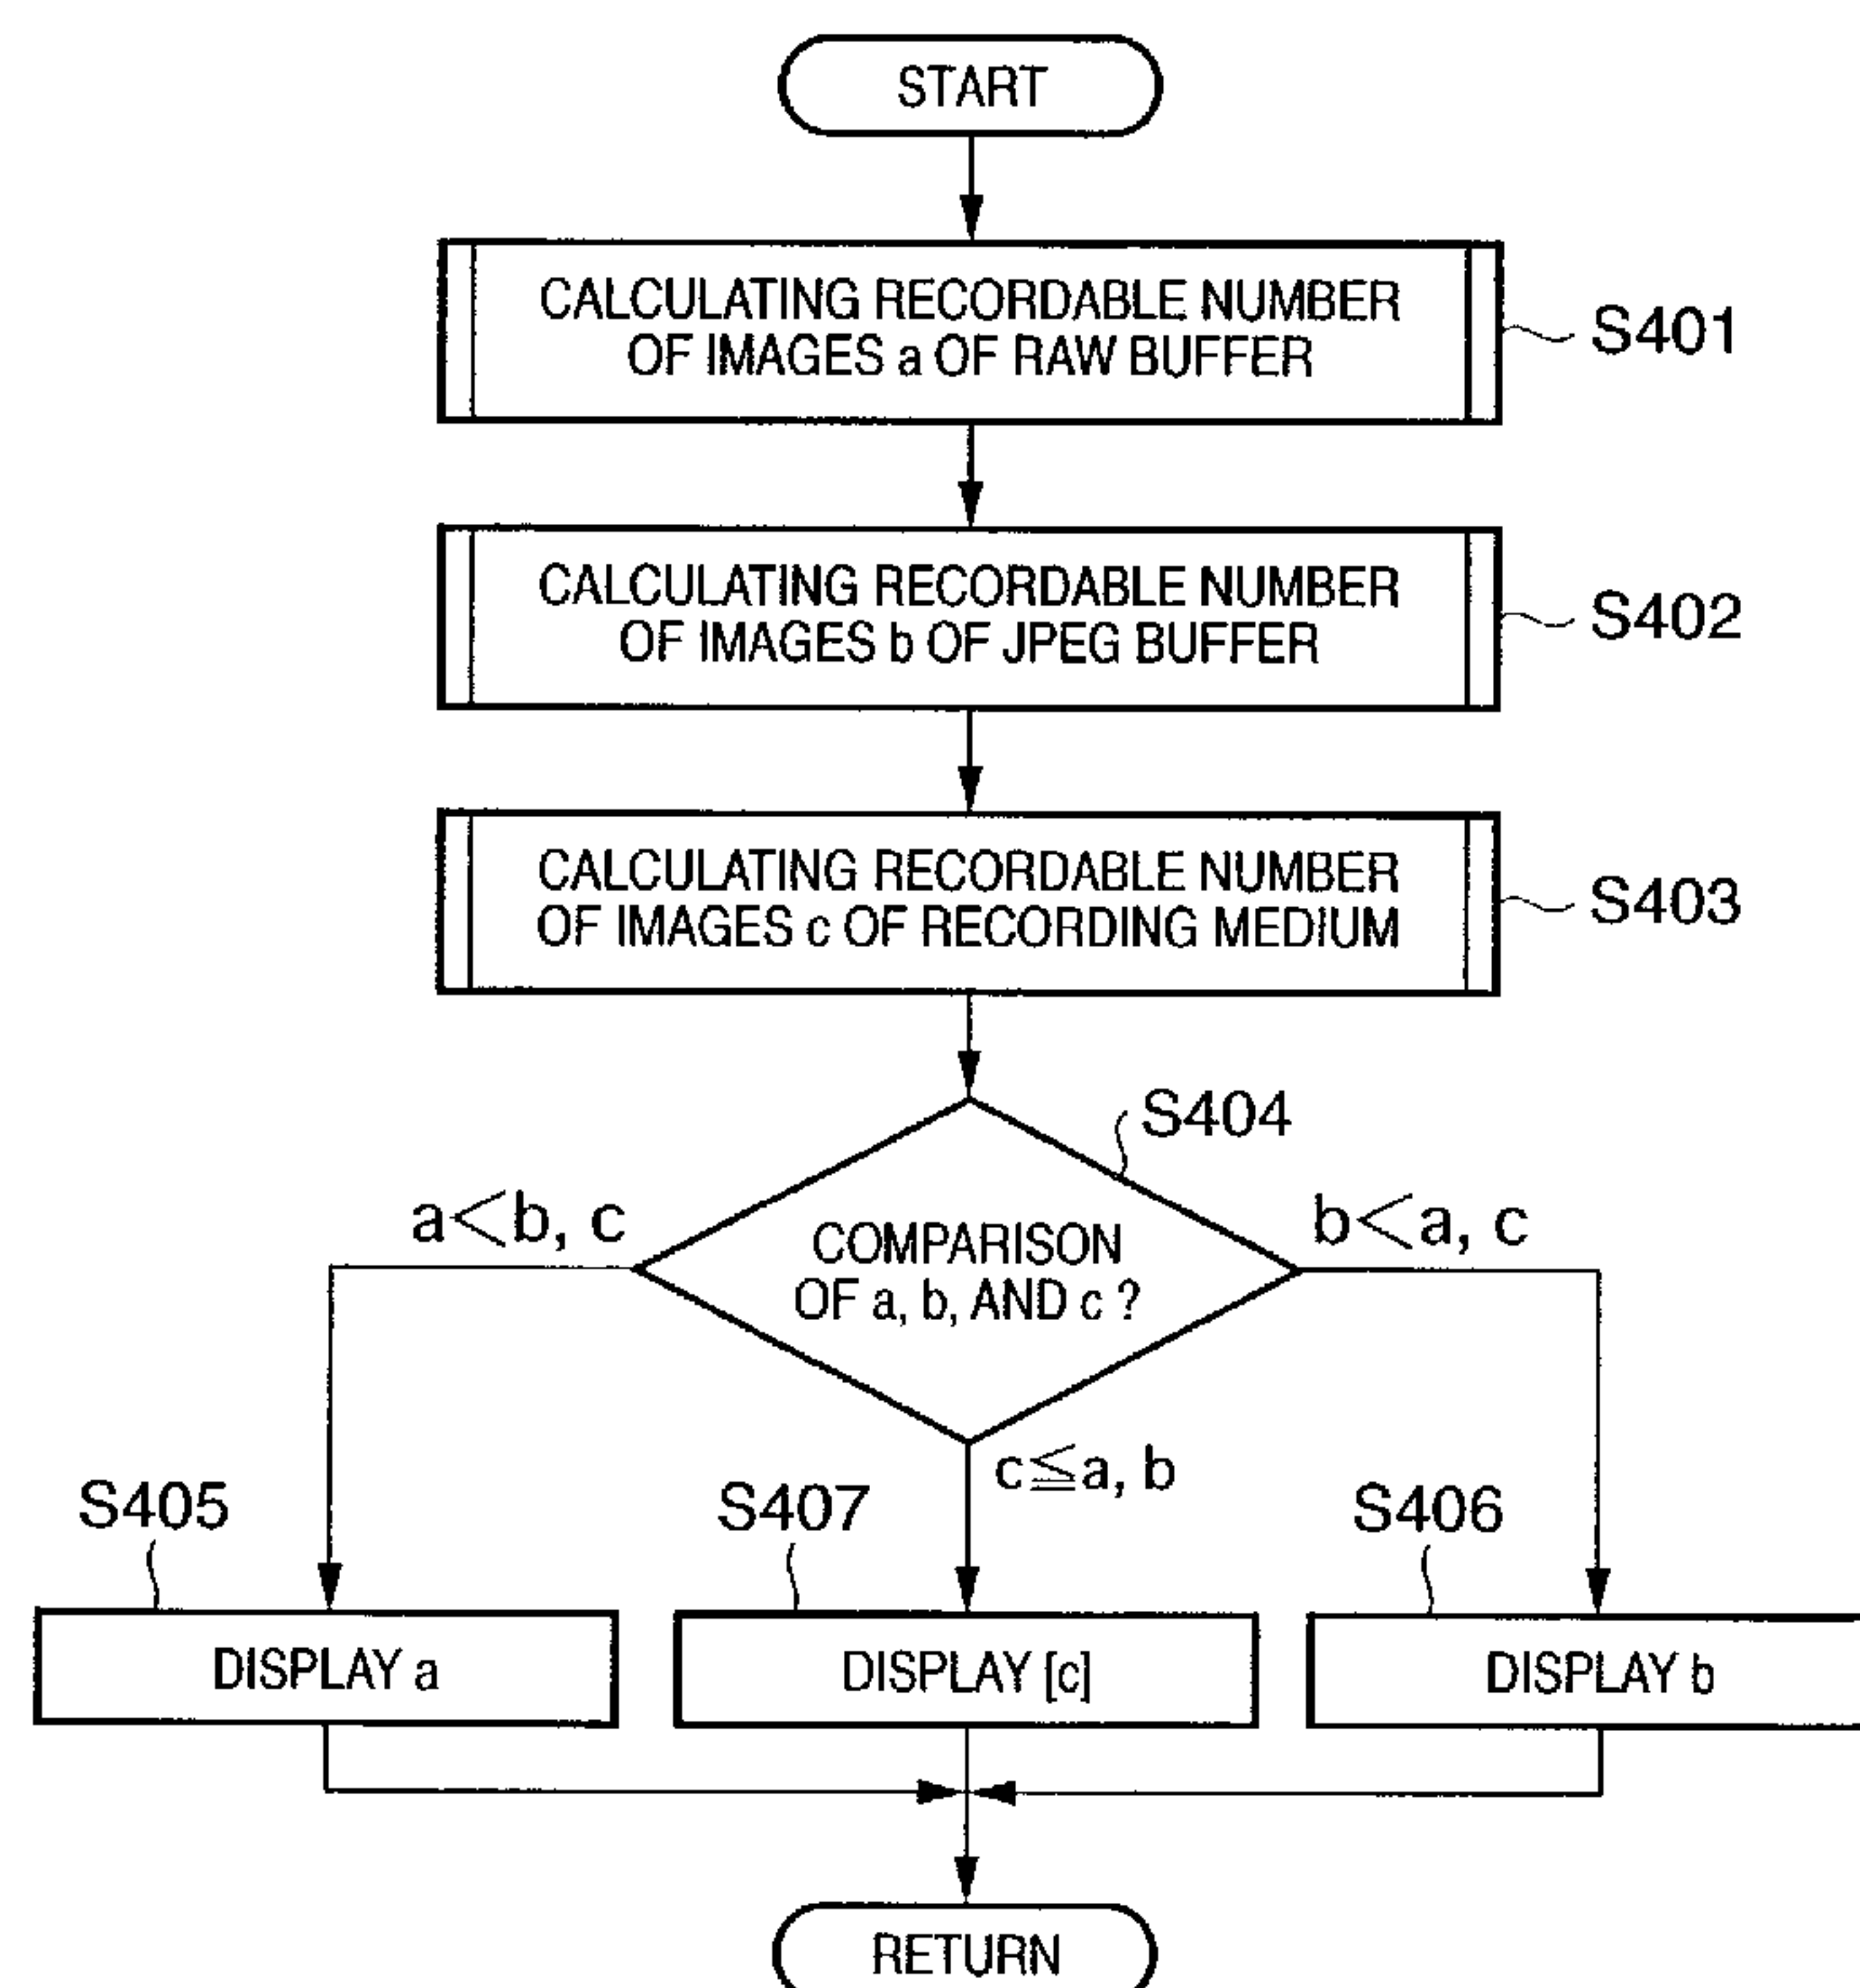 START
CALCULATING RECORDABLE NUMBER
OF IMAGES a OF RAW BUFFER
S401
CALCULATING RECORDABLE NUMBER
OF IMAGES b OF JPEG BUFFER
S402
CALCULATING RECORDABLE NUMBER
OF IMAGES c OF RECORDING MEDIUM
S403
S404
a<b, c
COMPARISON
OF a, b, AND c ?
b<a, c
c≦a, b
S405
S407
S406
DISPLAY a
DISPLAY [c]
DISPLAY b
RETURN